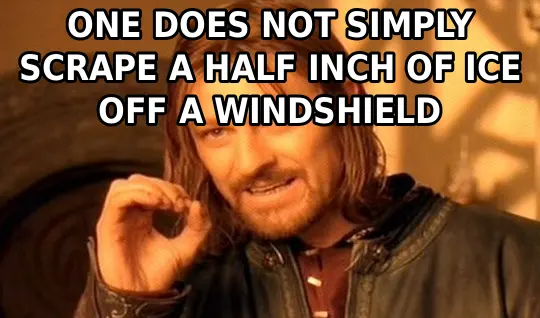 ONE DOES NOT SIMPLY
SCRAPE A HALF INCH OF ICE
OFF A WINDSHIELD